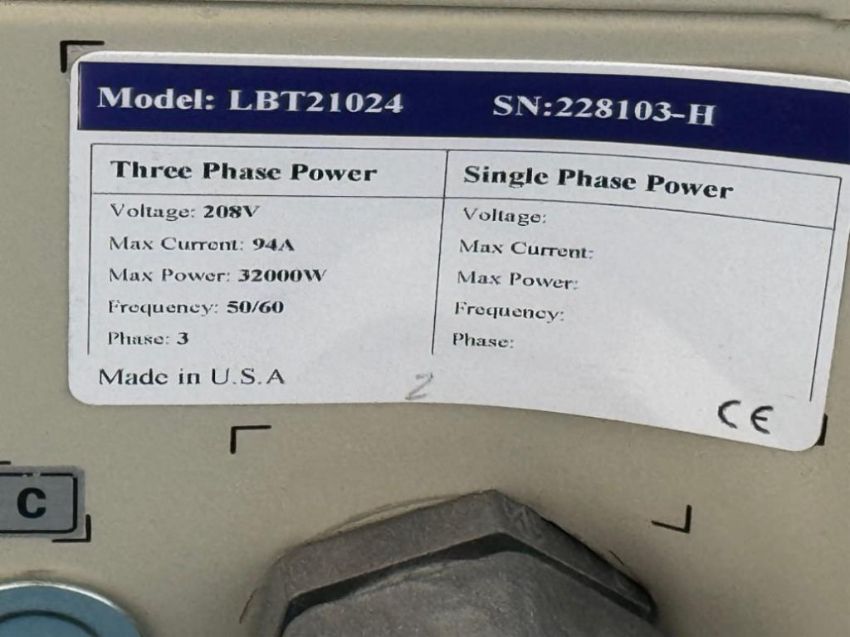 Model: LBT21024 SN:228103-H
Three Phase Power
Voltage: 208V
Max Current: 94A
Max Power: 32000W
Frequency: 50/60
Phase: 3
Single Phase Power
Voltage:
Max Current:
Max Power:
Frequency:
Phase:
Made in U.S.A
2
CE
C